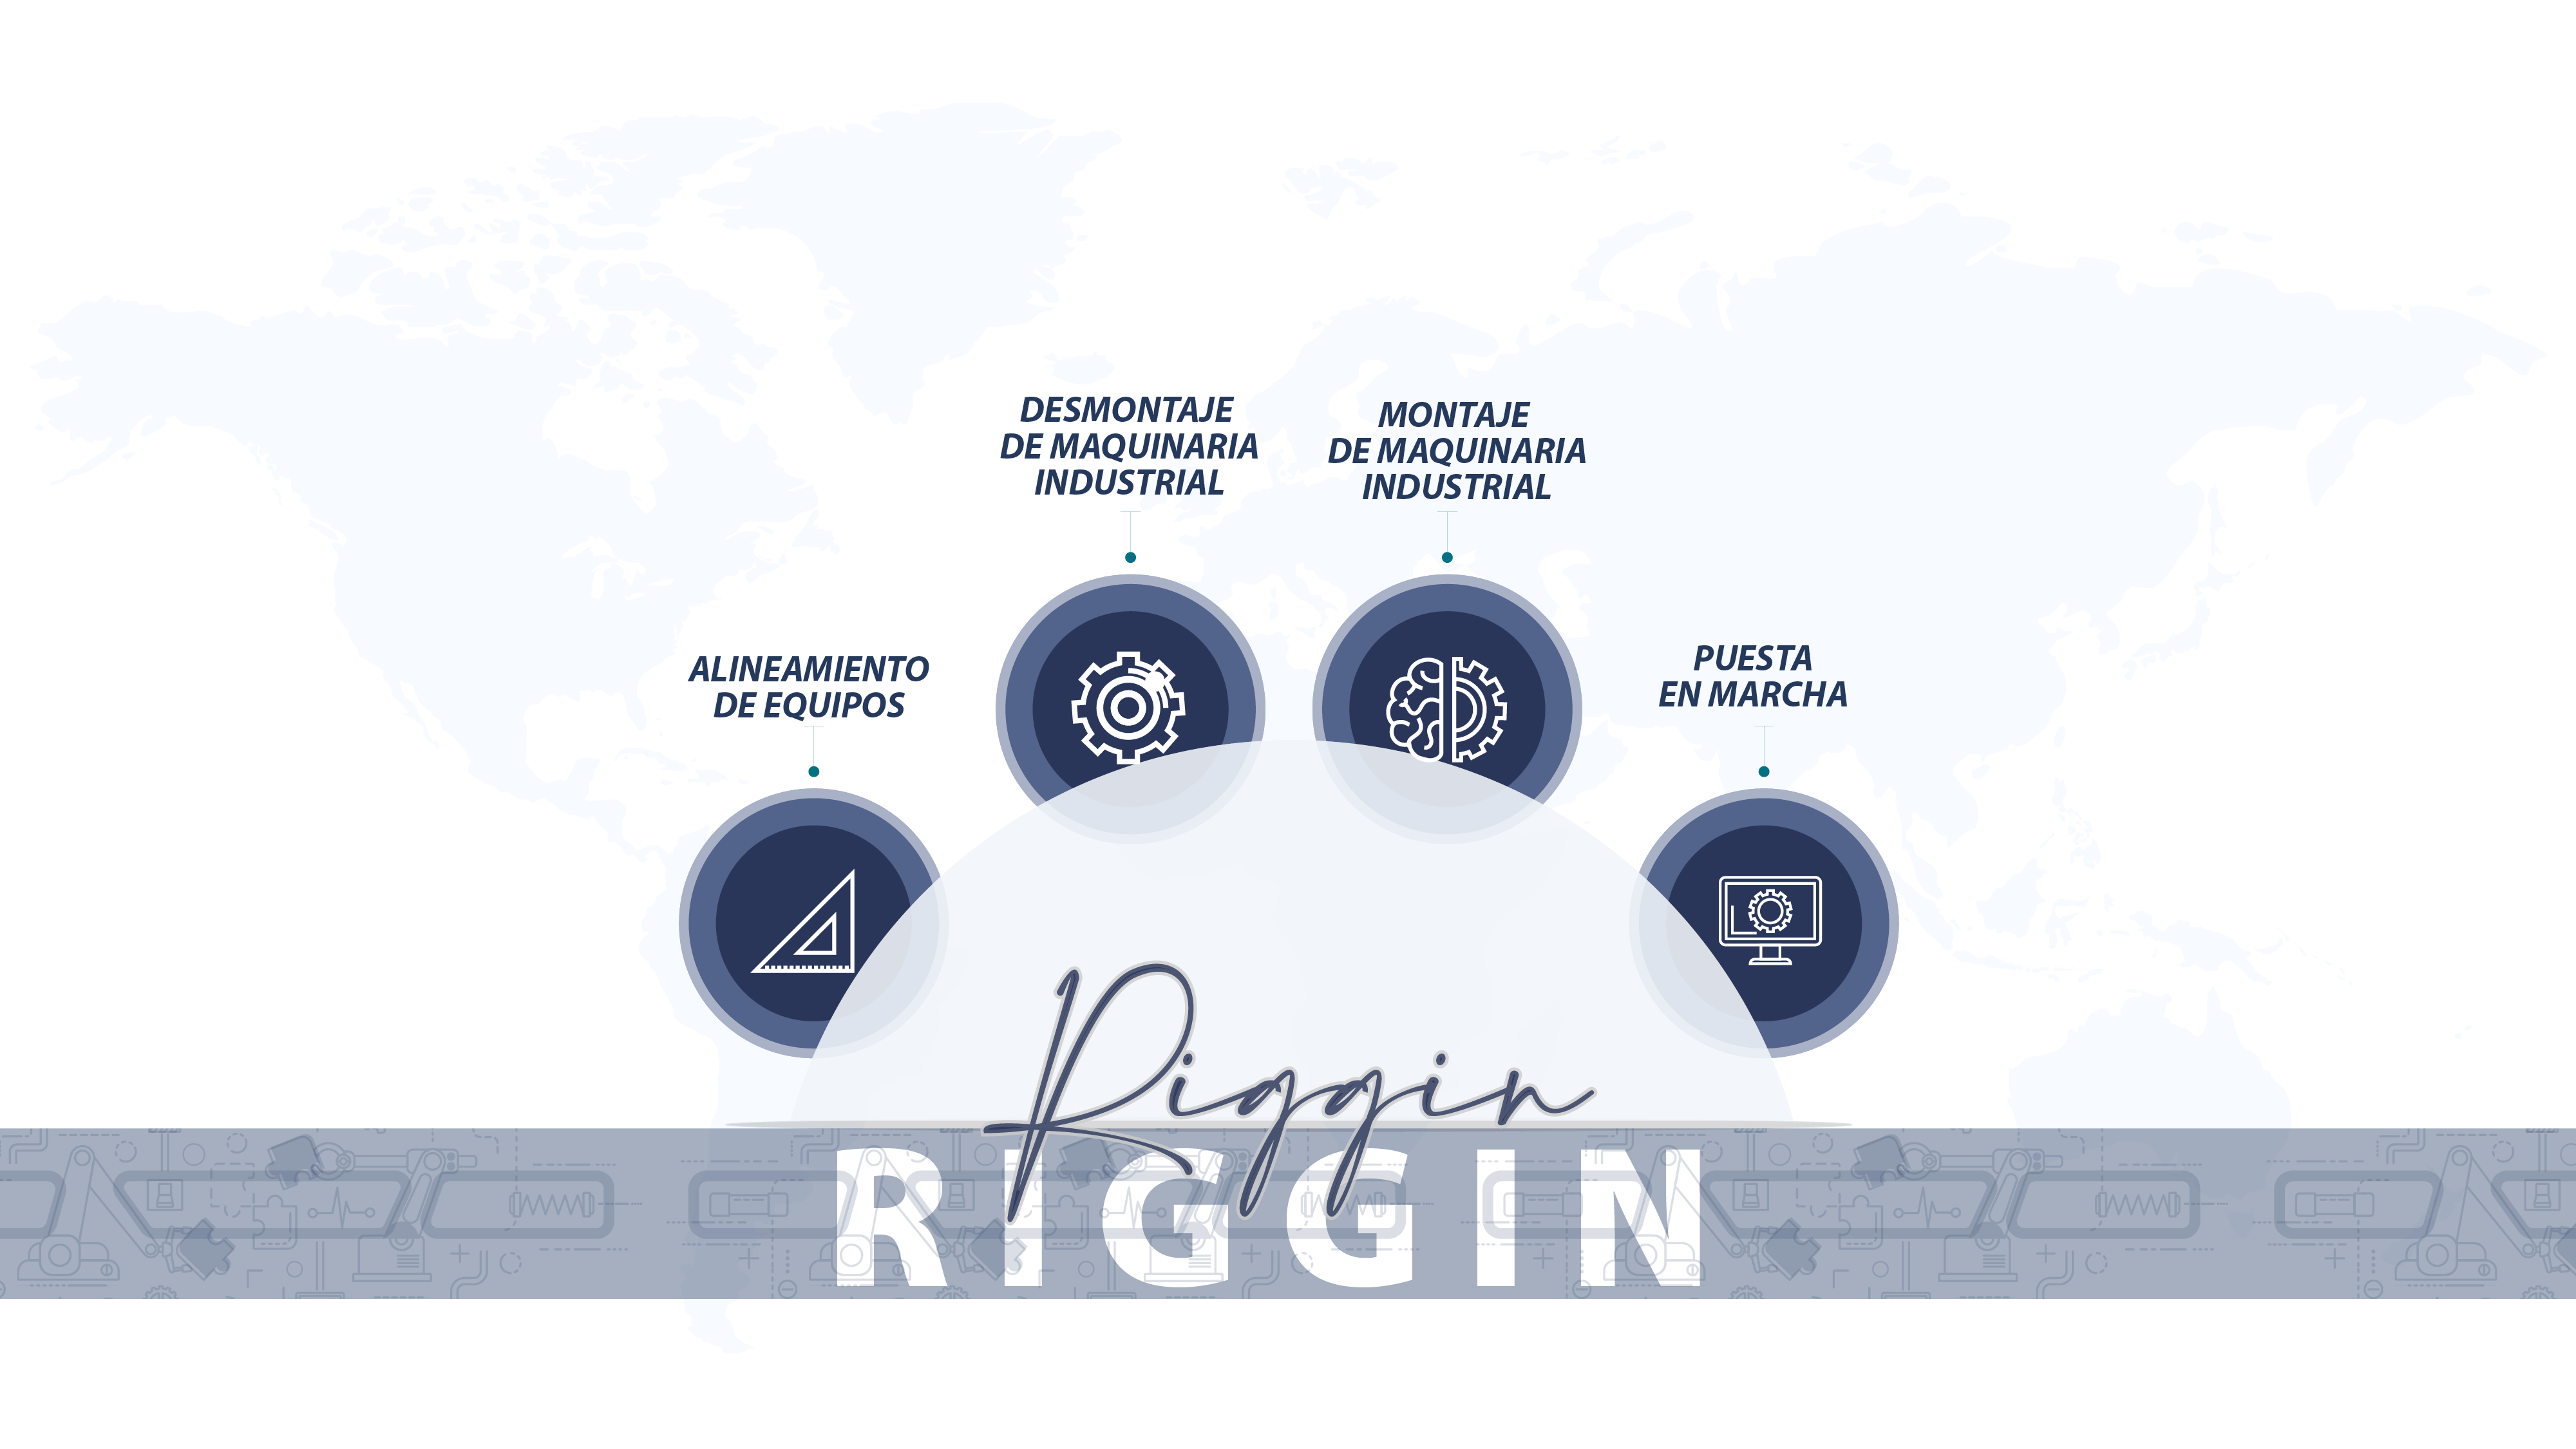 DESMONTAJE
DE MAQUINARIA
INDUSTRIAL
MONTAJE
DE MAQUINARIA
INDUSTRIAL
ALINEAMIENTO
DE EQUIPOS
PUESTA
EN MARCHA
Riggin
RIGGIN